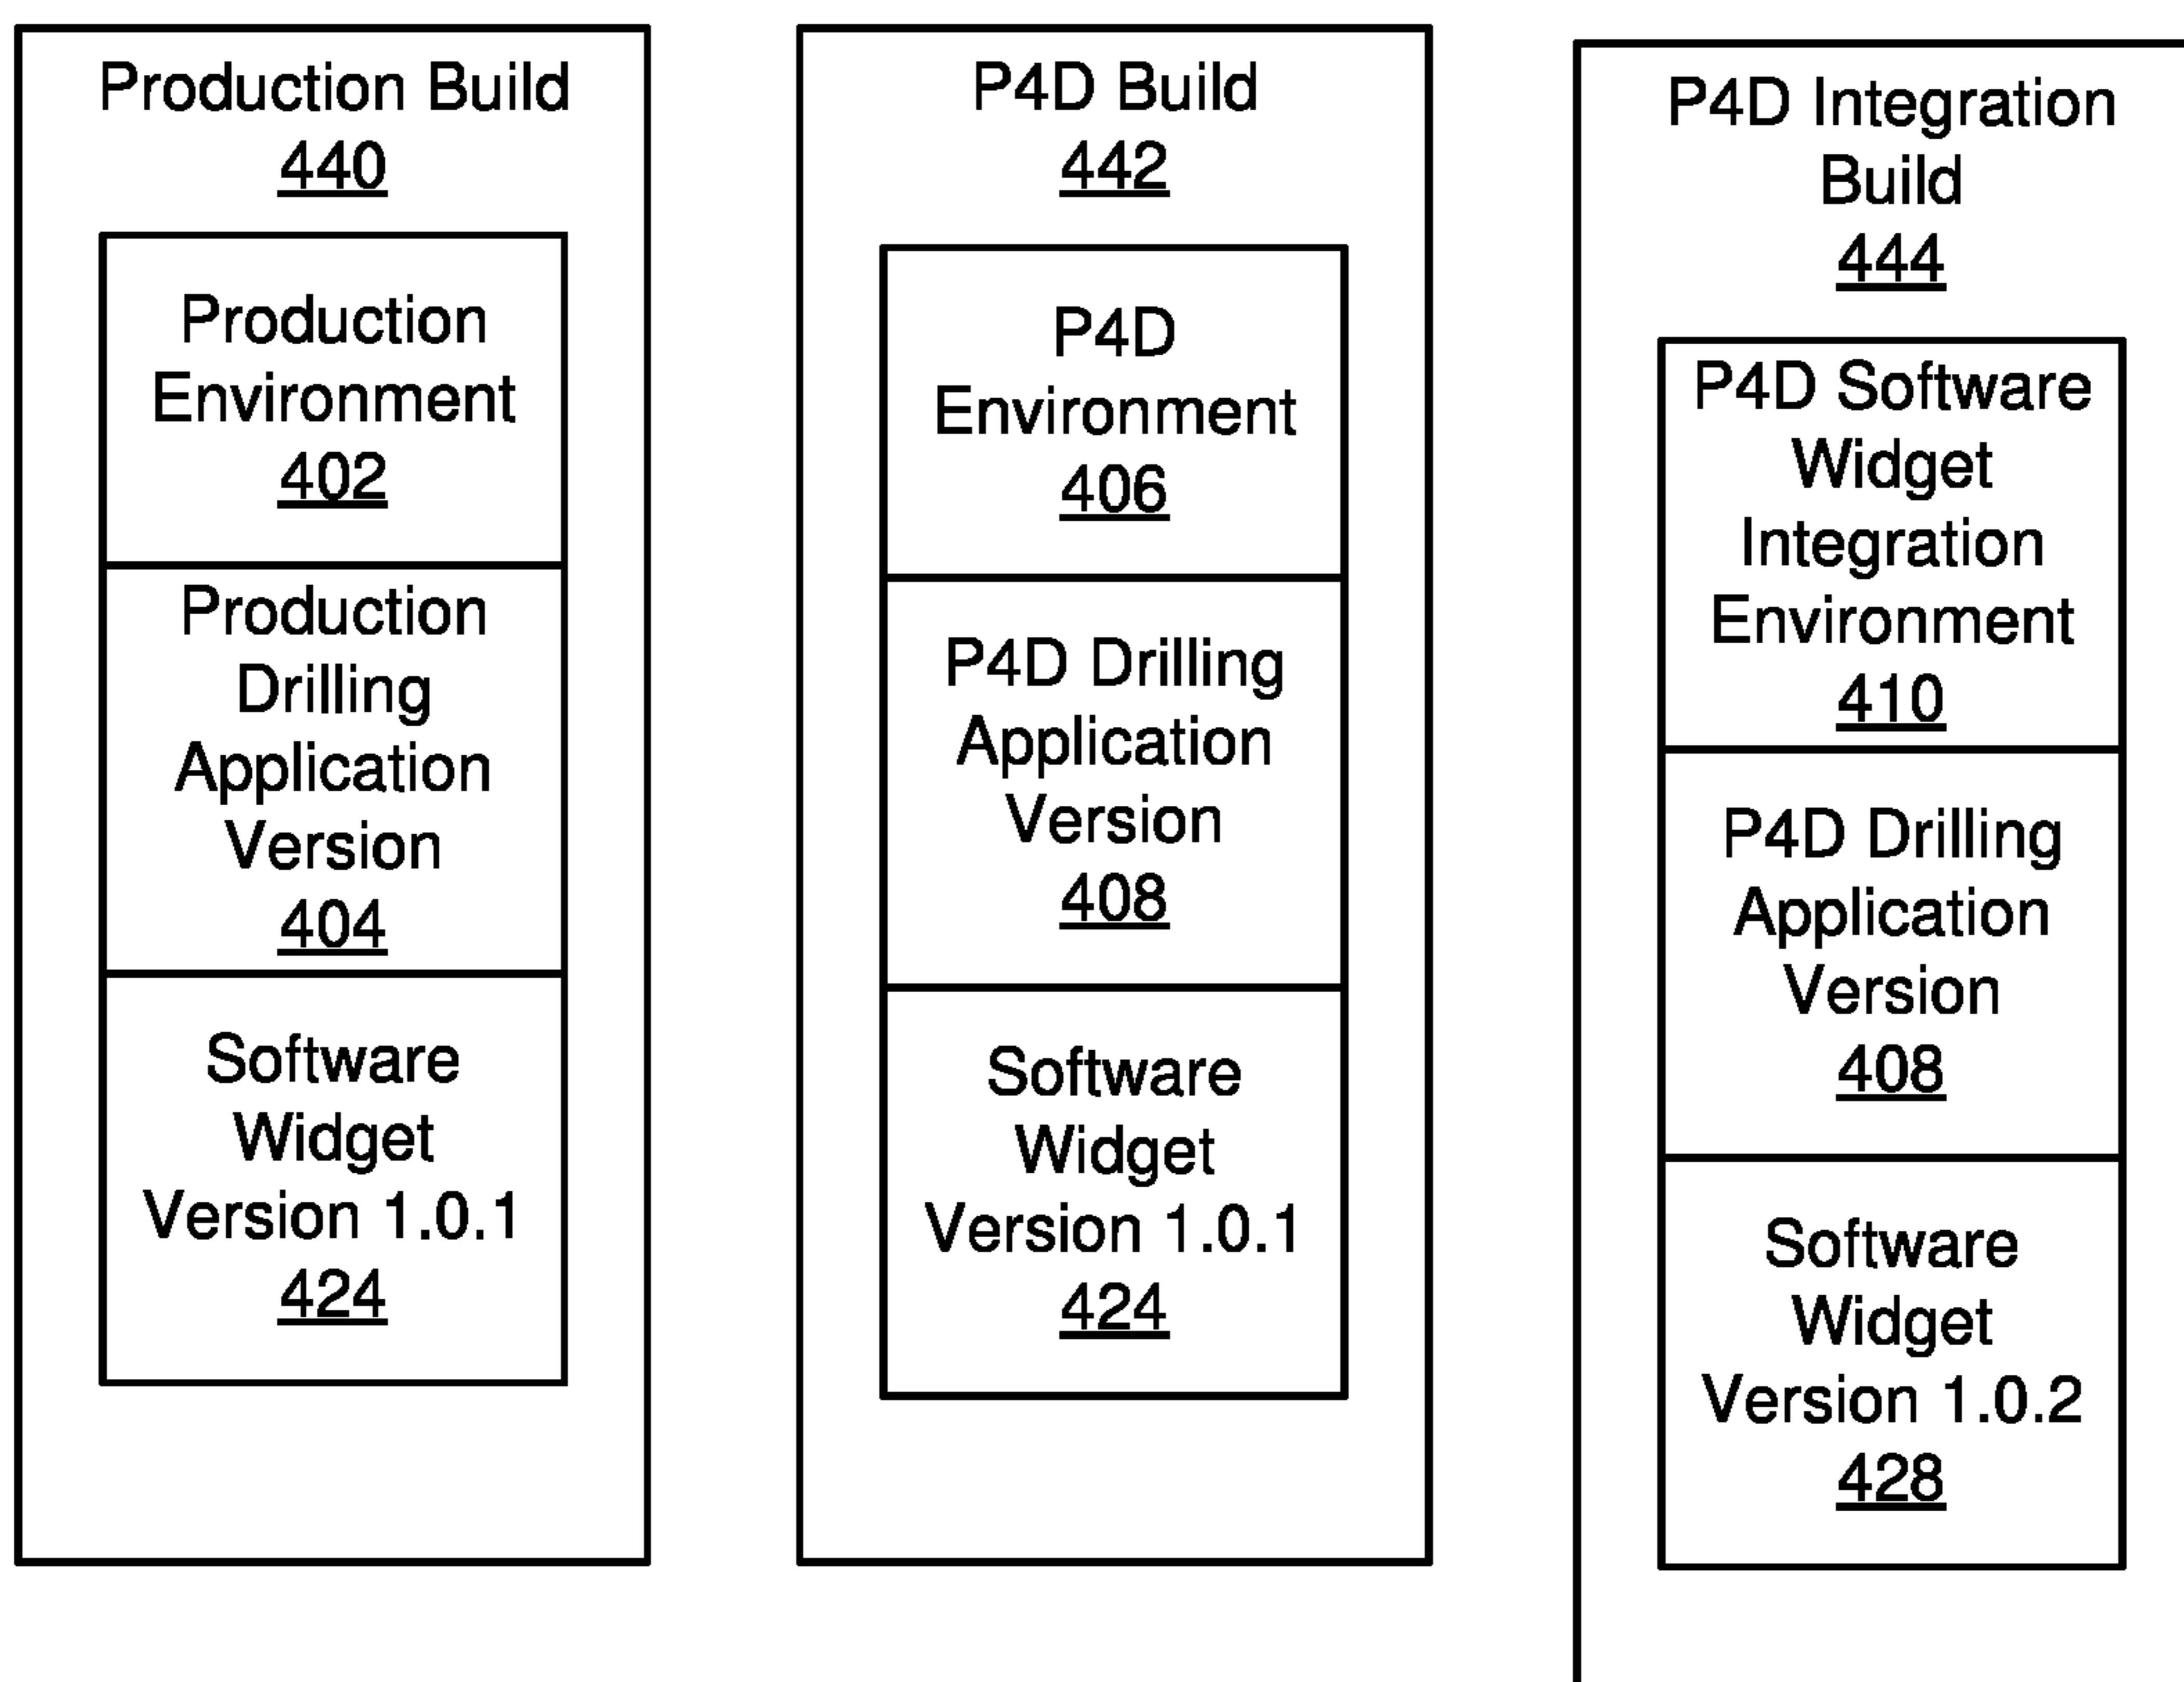 Production Build
440
Production
Environment
402
Production
Drilling
Application
Version
404
Software
Widget
Version 1.0.1
424
P4D Build
442
P4D
Environment
406
P4D Drilling
Application
Version
408
Software
Widget
Version 1.0.1
424
P4D Integration
Build
444
P4D Software
Widget
Integration
Environment
410
P4D Drilling
Application
Version
408
Software
Widget
Version 1.0.2
428